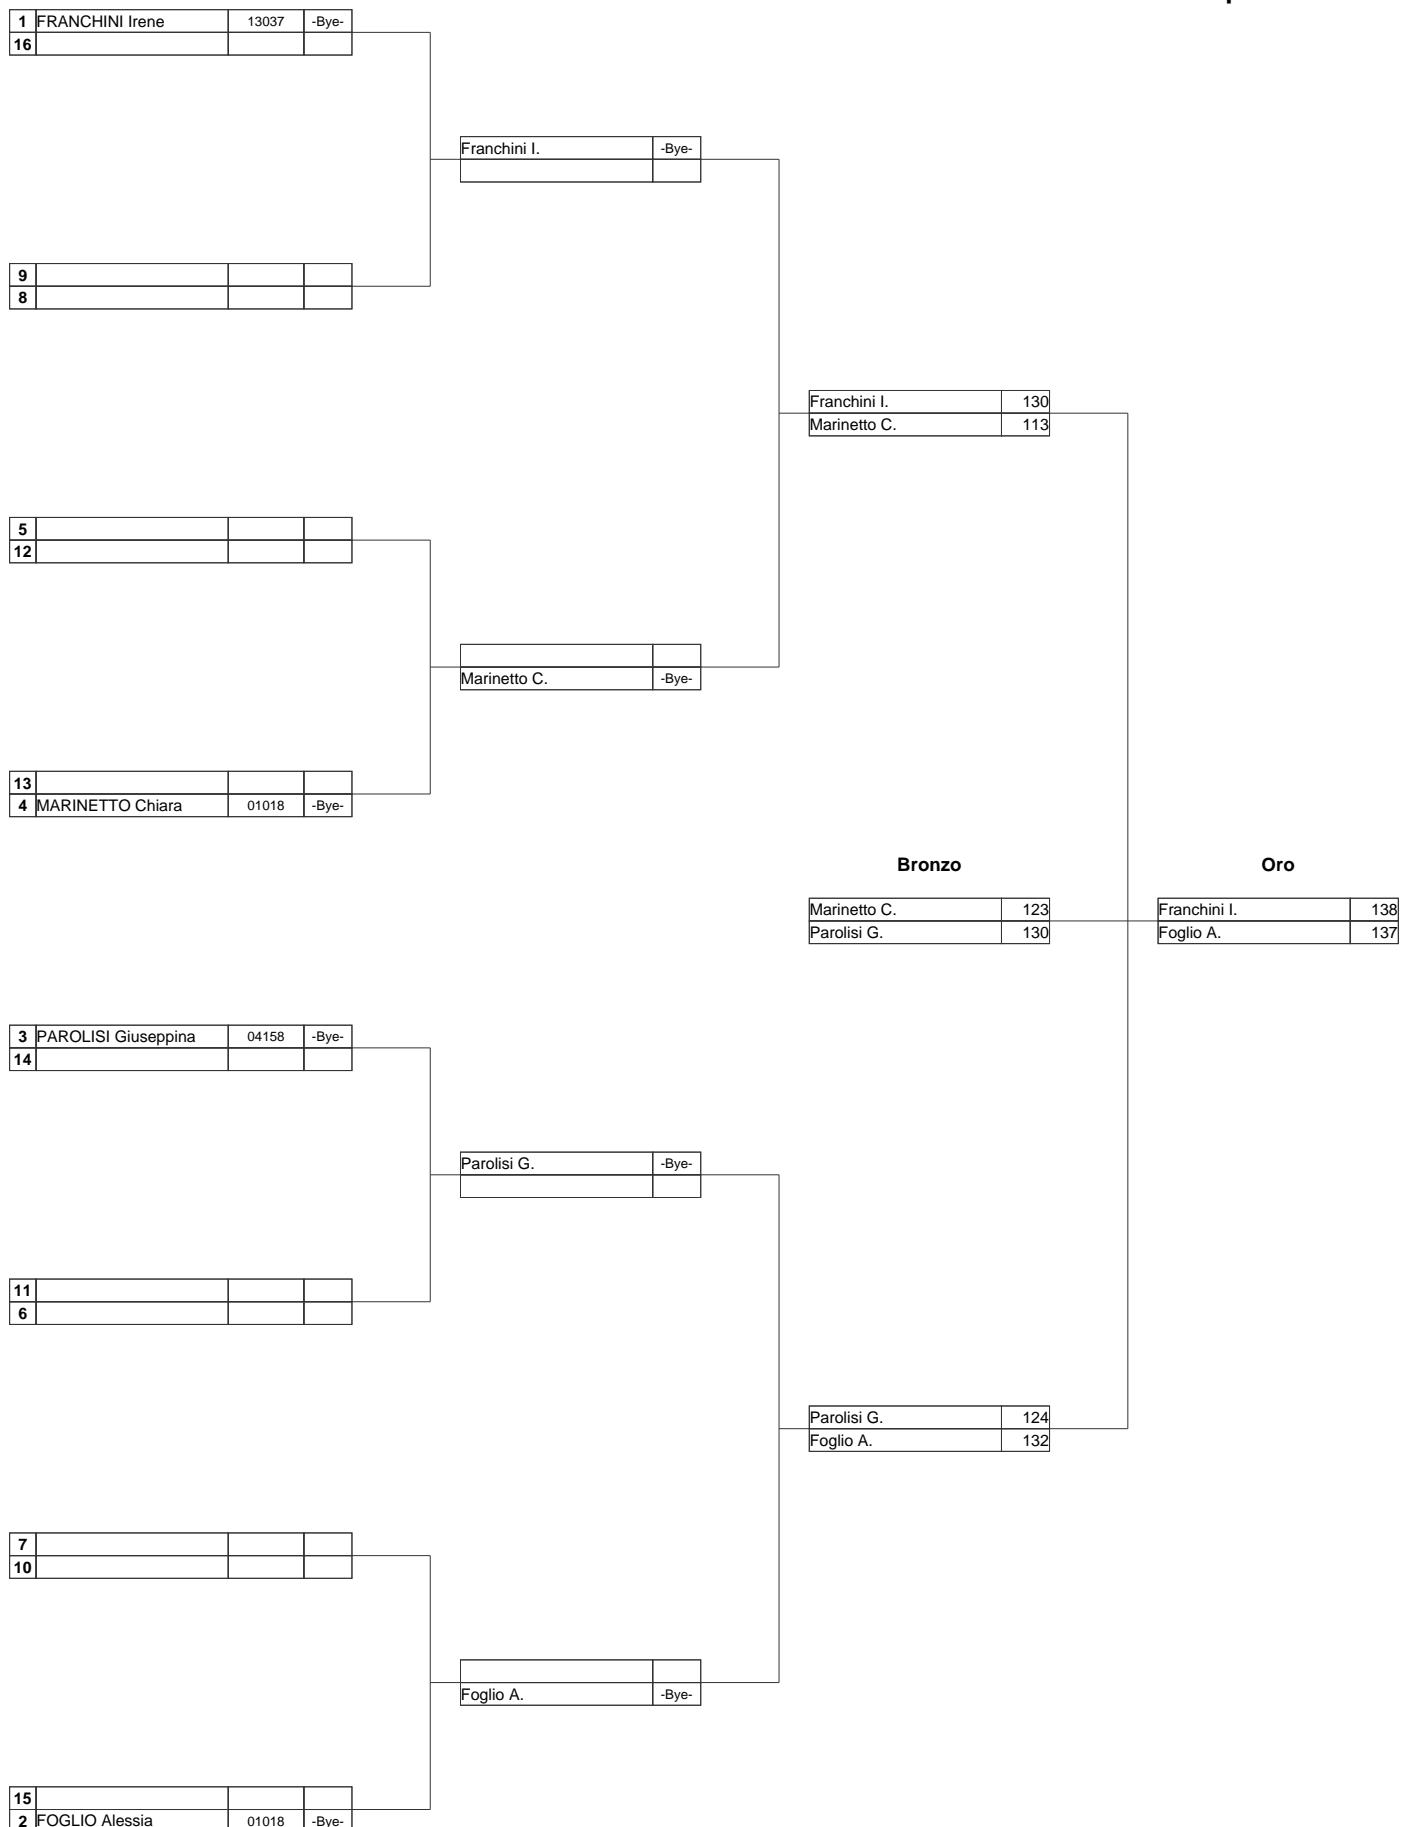 1 FRANCHINI Irene 13037 -Bye-
16
Franchini I. -Bye-
9
8
Franchini I. 130
Marinetto C. 113
5
12
Marinetto C. -Bye-
13
4 MARINETTO Chiara 01018 -Bye-
Bronzo Oro
Marinetto C. 123 Franchini I. 138
Parolisi G. 130 Foglio A. 137
3 PAROLISI Giuseppina 04158 -Bye-
14
Parolisi G. -Bye-
11
6
Parolisi G. 124
Foglio A. 132
7
10
Foglio A. -Bye-
15
2 FOGLIO Alessia 01018 -Bye-